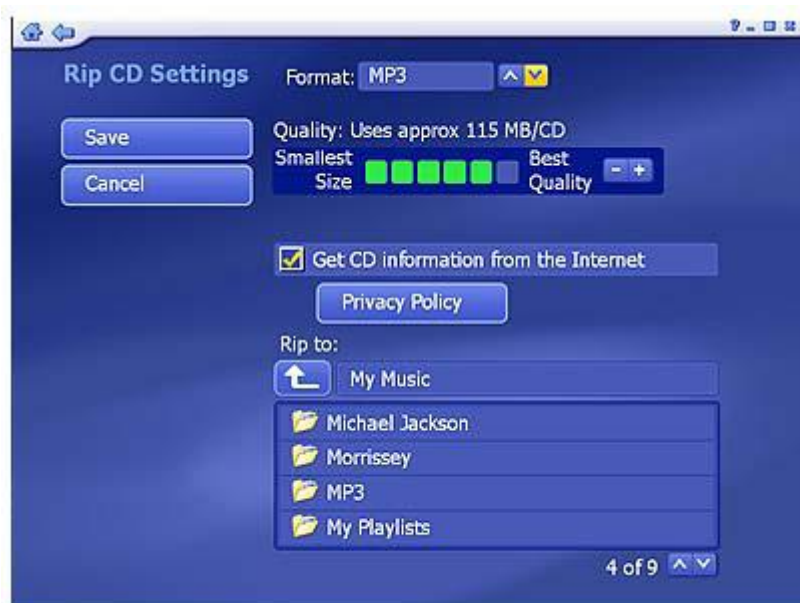 Rip CD Settings
Format: MP3
Save
Cancel
Quality: Uses approx 115 MB/CD
Smallest Size
Best Quality
- +
Get CD information from the Internet
Privacy Policy
Rip to:
My Music
Michael Jackson
Morrissey
MP3
My Playlists
4 of 9